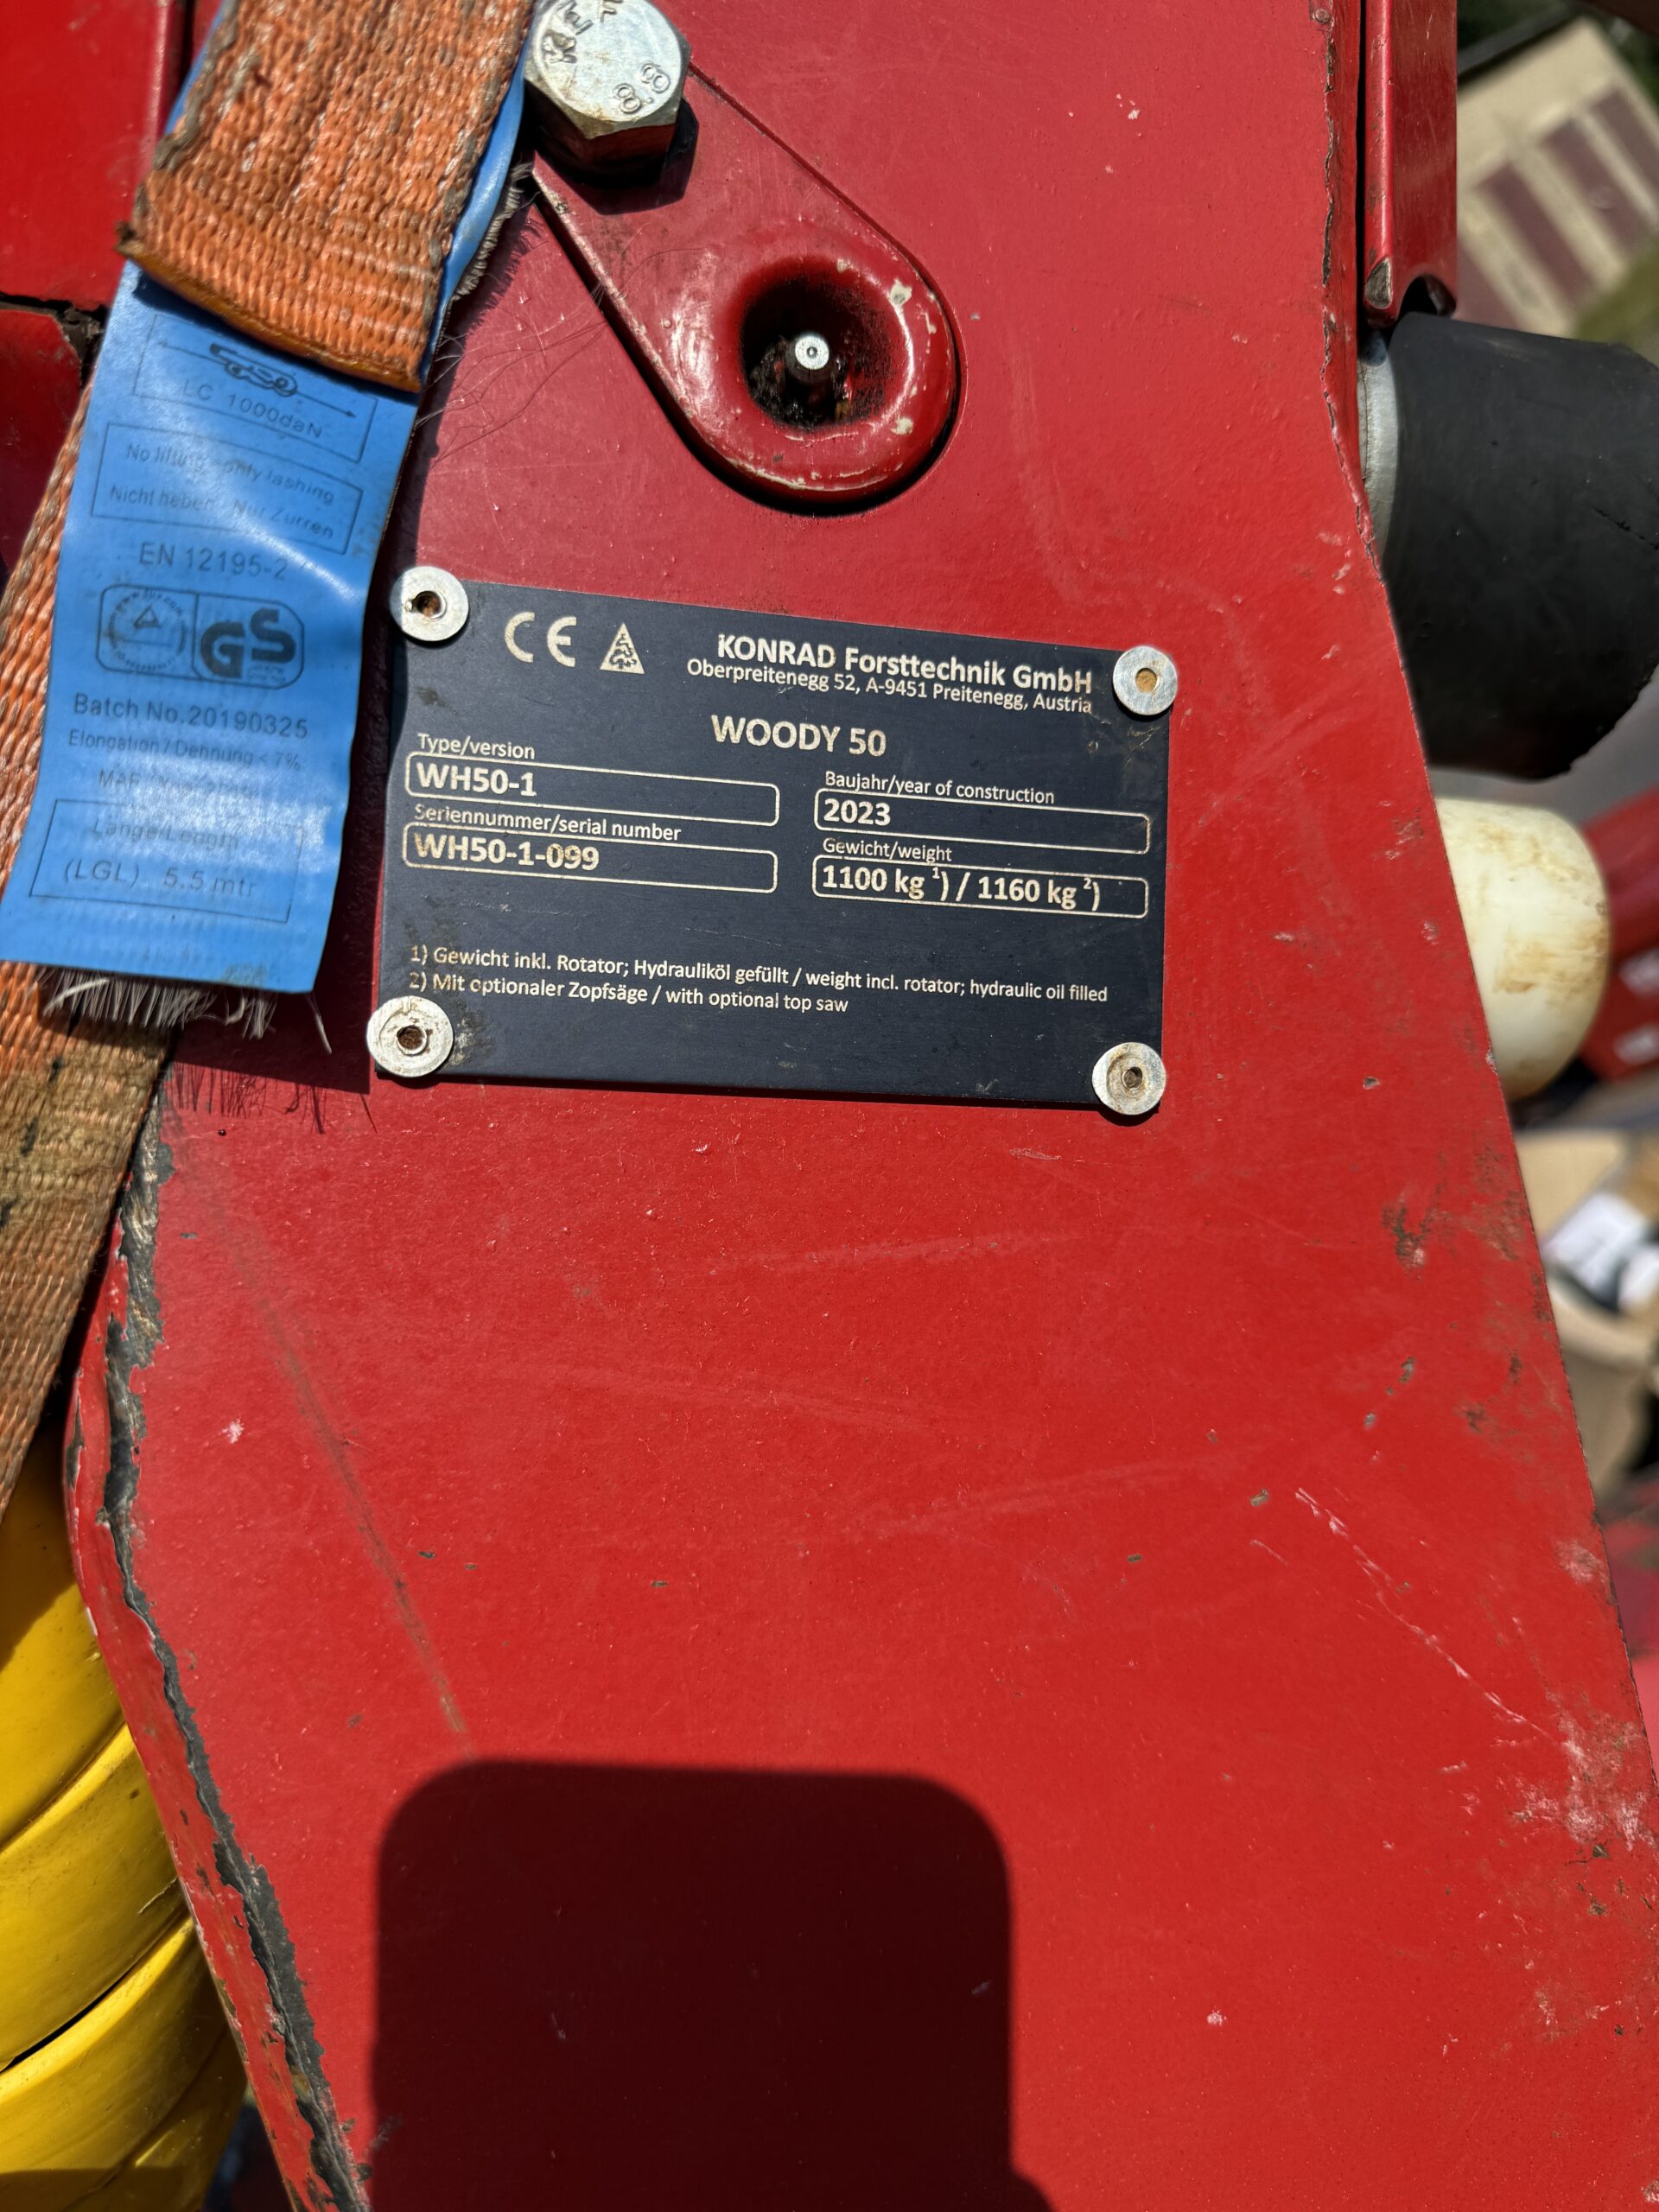 8.8
LC 1000daN
No lifting, only lashing
Nicht heben, Nur Zurren
EN 12195-2
GS
Batch No.20190325
Elongation/Dehnung < 7%
Länge/Length
(LGL) 5.5 mtr
CE
KONRAD Forsttechnik GmbH
Oberpreitenegg 52, A-9451 Preitenegg, Austria
WOODY 50
Type/version
WH50-1
Baujahr/year of construction
2023
Seriennummer/serial number
WH50-1-099
Gewicht/weight
1100 kg ¹) / 1160 kg ²)
1) Gewicht inkl. Rotator; Hydrauliköl gefüllt / weight incl. rotator; hydraulic oil filled
2) Mit optionaler Zopfsäge / with optional top saw